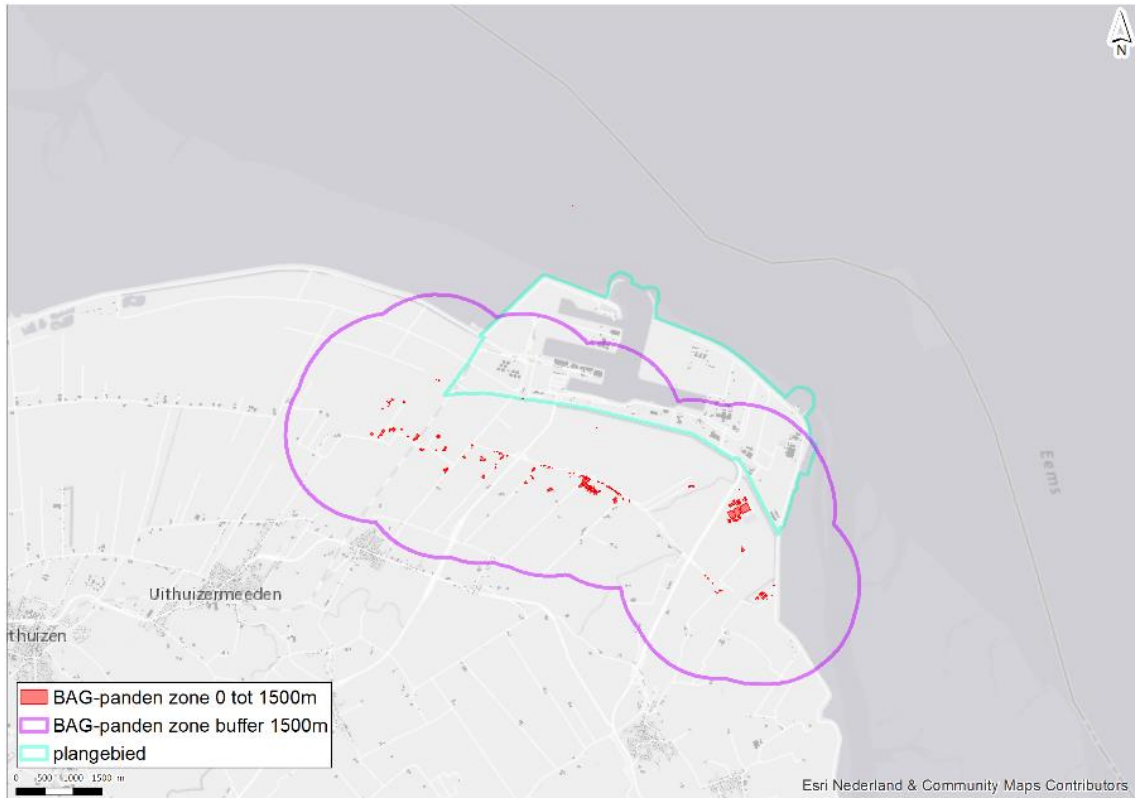 N
Eems
Uithuizermeeden
thuizen
BAG-panden zone 0 tot 1500m
BAG-panden zone buffer 1500m
plangebied
0 500 1000 1500 m
Esri Nederland & Community Maps Contributors